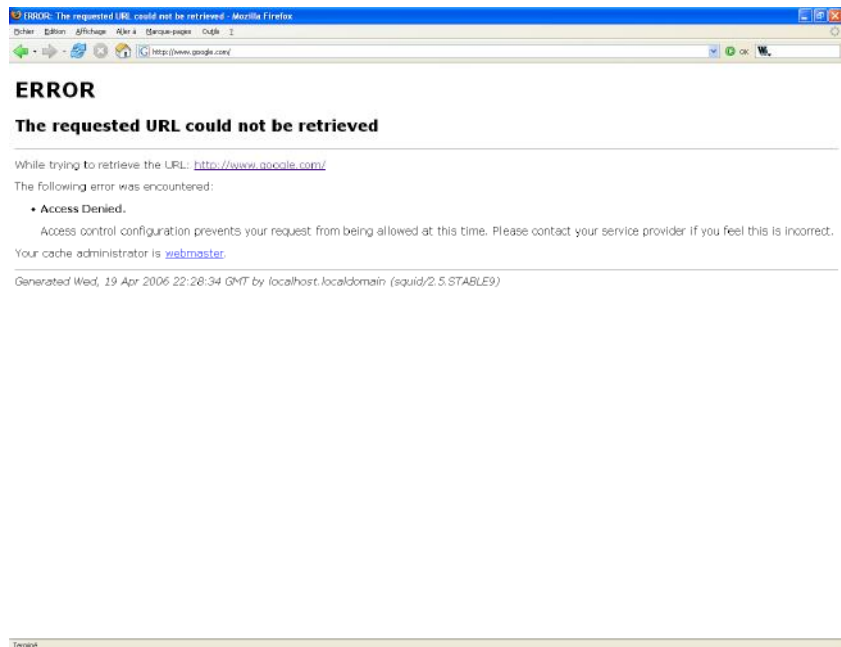 ERROR: The requested URL could not be retrieved - Mozilla Firefox
Fichier Edition Affichage Aller à Marque-pages Outils ?
http://www.google.com/ OK W.
ERROR
The requested URL could not be retrieved
While trying to retrieve the URL: http://www.google.com/
The following error was encountered:
• Access Denied.
Access control configuration prevents your request from being allowed at this time. Please contact your service provider if you feel this is incorrect.
Your cache administrator is webmaster.
Generated Wed, 19 Apr 2006 22:28:34 GMT by localhost.localdomain (squid/2.5.STABLE9)
Terminé